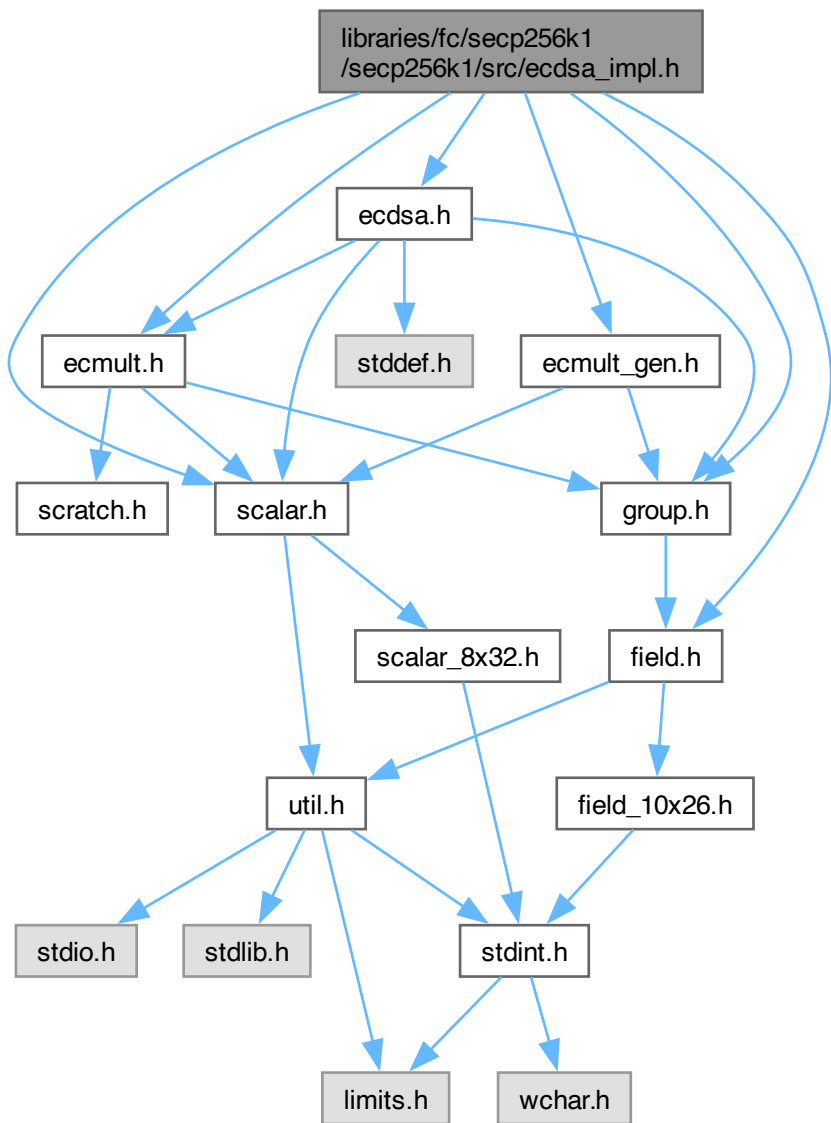 libraries/fc/secp256k1
/secp256k1/src/ecdsa_impl.h
ecdsa.h
ecmult.h
stddef.h
ecmult_gen.h
scratch.h
scalar.h
group.h
scalar_8x32.h
field.h
util.h
field_10x26.h
stdio.h
stdlib.h
stdint.h
limits.h
wchar.h